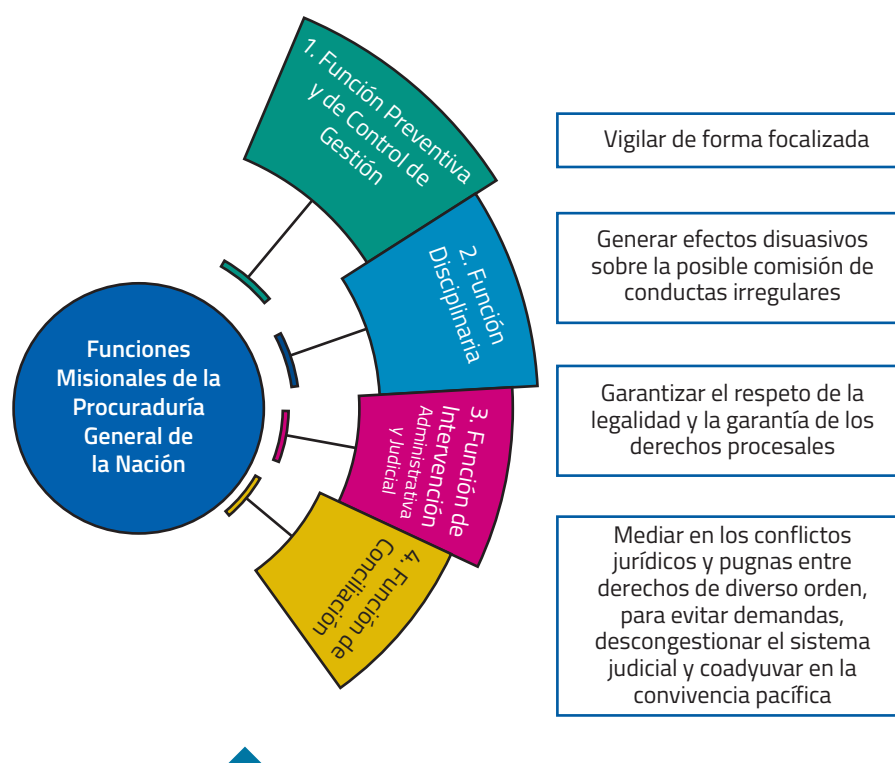 1. Función Preventiva
y de Control de
Gestión
Vigilar de forma focalizada
2. Función
Disciplinaria
Generar efectos disuasivos
sobre la posible comisión de
conductas irregulares
Funciones
Misionales de la
Procuraduría
General de
la Nación
3. Función de
Intervención
Administrativa
y Judicial
Garantizar el respeto de la
legalidad y la garantía de los
derechos procesales
4. Función de
Conciliación
Mediar en los conflictos
jurídicos y pugnas entre
derechos de diverso orden,
para evitar demandas,
descongestionar el sistema
judicial y coadyuvar en la
convivencia pacífica